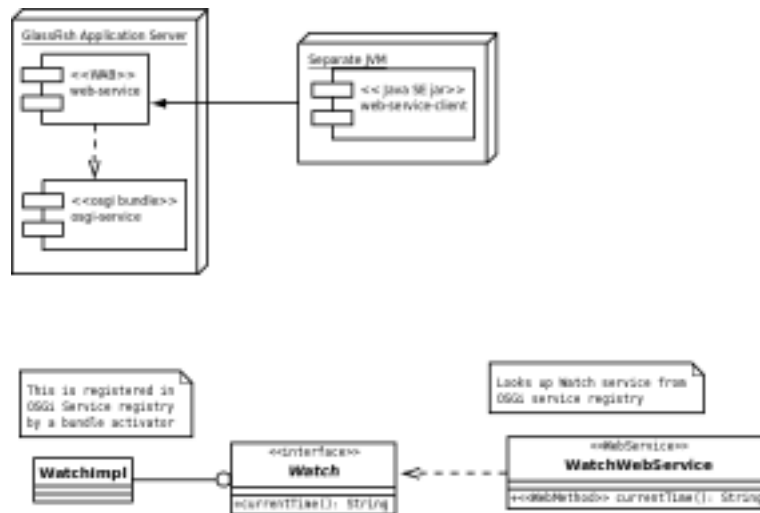 GlassFish Application Server
<<WAB>>
web-service
<<osgi bundle>>
osgi-service
Separate JVM
<< Java SE jar>>
web-service-client
This is registered in
OSGi Service registry
by a bundle activator
Looks up Watch service from
OSGi service registry
WatchImpl
<<interface>>
Watch
+currentTime(): String
<<WebService>>
WatchWebService
+<<WebMethod>> currentTime(): String